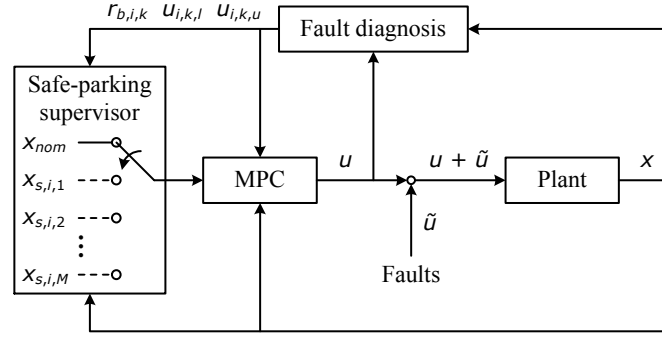 r_{b,i,k} u_{i,k,l} u_{i,k,u}
Fault diagnosis
Safe-parking
supervisor
x_{nom}
x_{s,i,1}
x_{s,i,2}
x_{s,i,M}
MPC
u
u + ũ
Plant
x
ũ
Faults